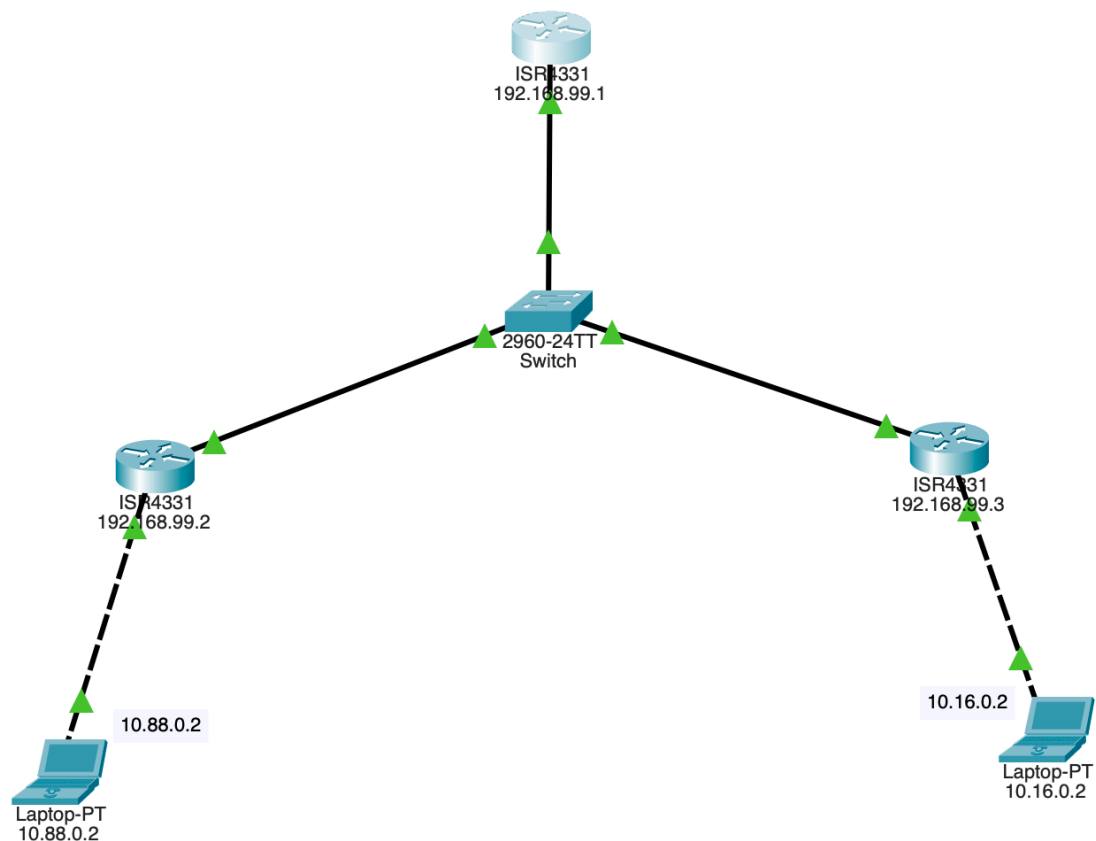 ISR4331
192.168.99.1
2960-24TT
Switch
ISR4331
192.168.99.2
ISR4331
192.168.99.3
10.88.0.2
Laptop-PT
10.88.0.2
10.16.0.2
Laptop-PT
10.16.0.2